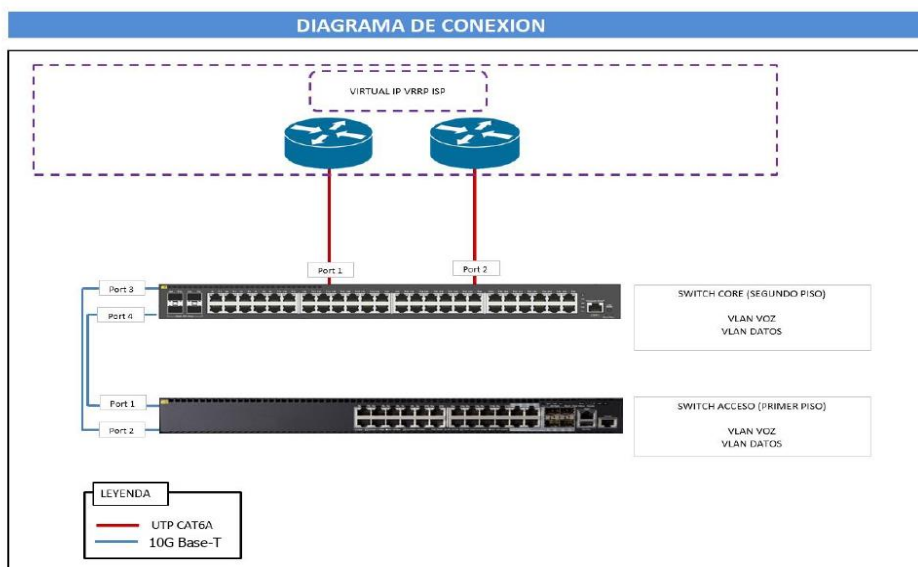 DIAGRAMA DE CONEXION
VIRTUAL IP VRRP ISP
Port 1
Port 2
Port 3
Port 4
SWITCH CORE (SEGUNDO PISO)
VLAN VOZ
VLAN DATOS
Port 1
Port 2
SWITCH ACCESO (PRIMER PISO)
VLAN VOZ
VLAN DATOS
LEYENDA
UTP CAT6A
10G Base-T